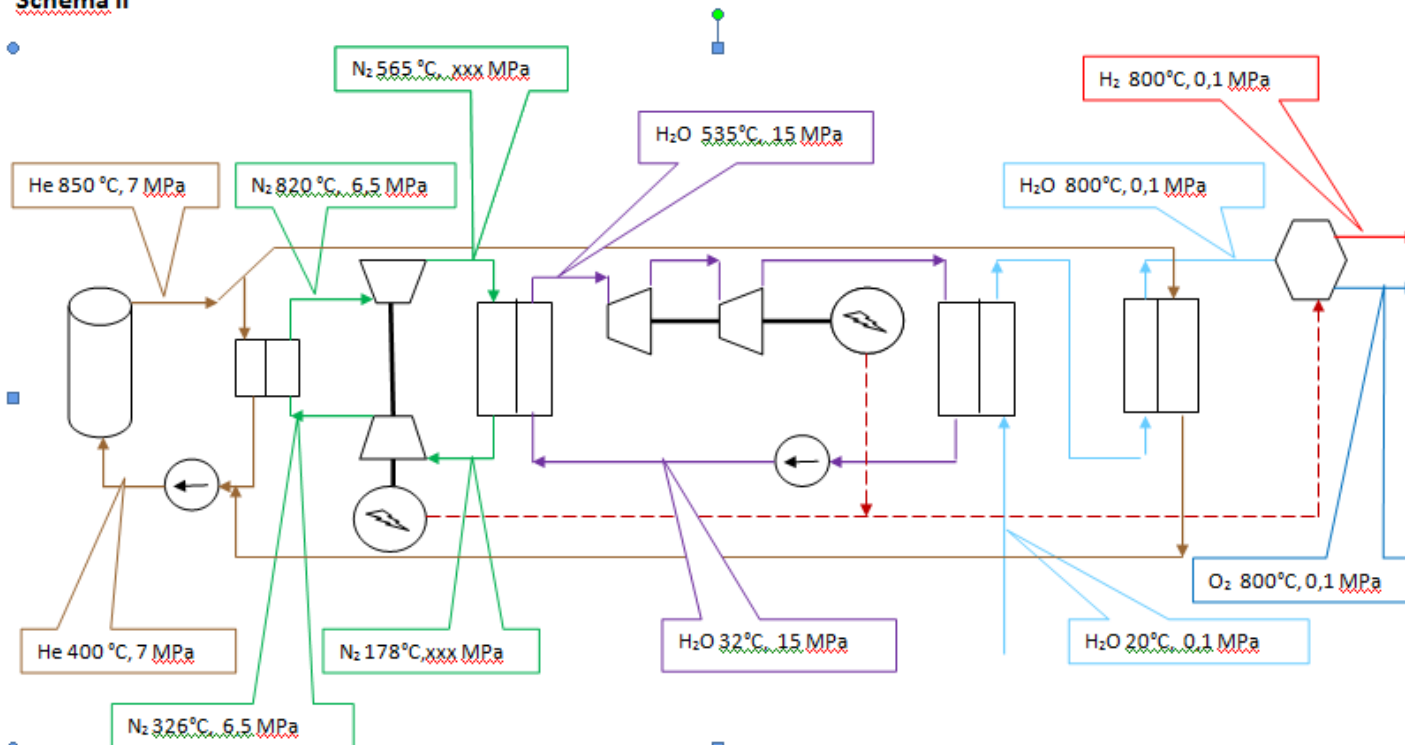 Schema II
N₂ 565 °C, xxx MPa
H₂ 800°C, 0,1 MPa
H₂O 535°C, 15 MPa
He 850 °C, 7 MPa
N₂ 820 °C, 6,5 MPa
H₂O 800°C, 0,1 MPa
O₂ 800°C, 0,1 MPa
He 400 °C, 7 MPa
N₂ 178°C,xxx MPa
H₂O 32°C, 15 MPa
H₂O 20°C, 0,1 MPa
N₂ 326°C, 6,5 MPa